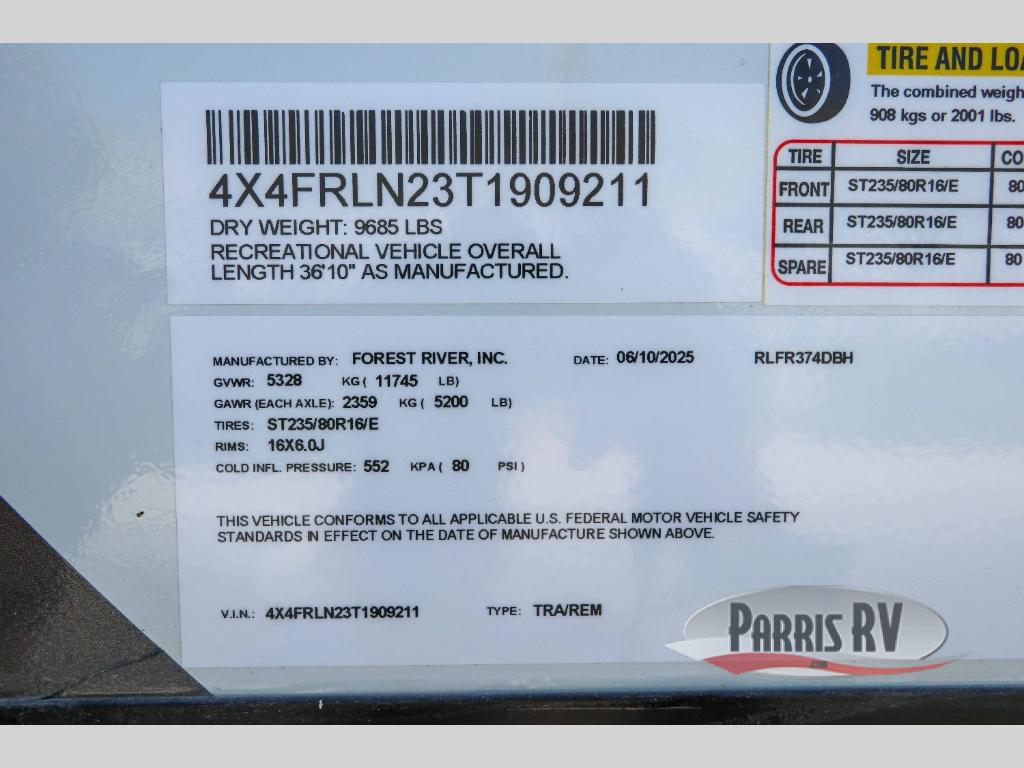 4X4FRLN23T1909211
DRY WEIGHT: 9685 LBS
RECREATIONAL VEHICLE OVERALL
LENGTH 36'10" AS MANUFACTURED.
TIRE AND LOA
The combined weigh
908 kgs or 2001 lbs.
TIRE SIZE CO
FRONT ST235/80R16/E 80
REAR ST235/80R16/E 80
SPARE ST235/80R16/E 80
MANUFACTURED BY: FOREST RIVER, INC. DATE: 06/10/2025 RLFR374DBH
GVWR: 5328 KG ( 11745 LB)
GAWR (EACH AXLE): 2359 KG ( 5200 LB)
TIRES: ST235/80R16/E
RIMS: 16X6.0J
COLD INFL. PRESSURE: 552 KPA ( 80 PSI )
THIS VEHICLE CONFORMS TO ALL APPLICABLE U.S. FEDERAL MOTOR VEHICLE SAFETY
STANDARDS IN EFFECT ON THE DATE OF MANUFACTURE SHOWN ABOVE.
V.I.N.: 4X4FRLN23T1909211 TYPE: TRA/REM
PARRIS RV
.com